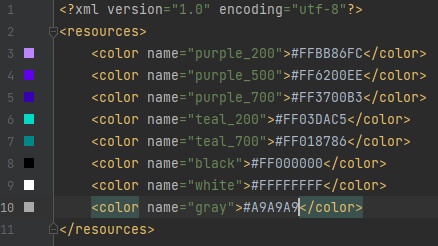 1 <?xml version="1.0" encoding="utf-8"?>
2 <resources>
3 <color name="purple_200">#FFBB86FC</color>
4 <color name="purple_500">#FF6200EE</color>
5 <color name="purple_700">#FF3700B3</color>
6 <color name="teal_200">#FF03DAC5</color>
7 <color name="teal_700">#FF018786</color>
8 <color name="black">#FF000000</color>
9 <color name="white">#FFFFFFFF</color>
10 <color name="gray">#A9A9A9</color>
11 </resources>